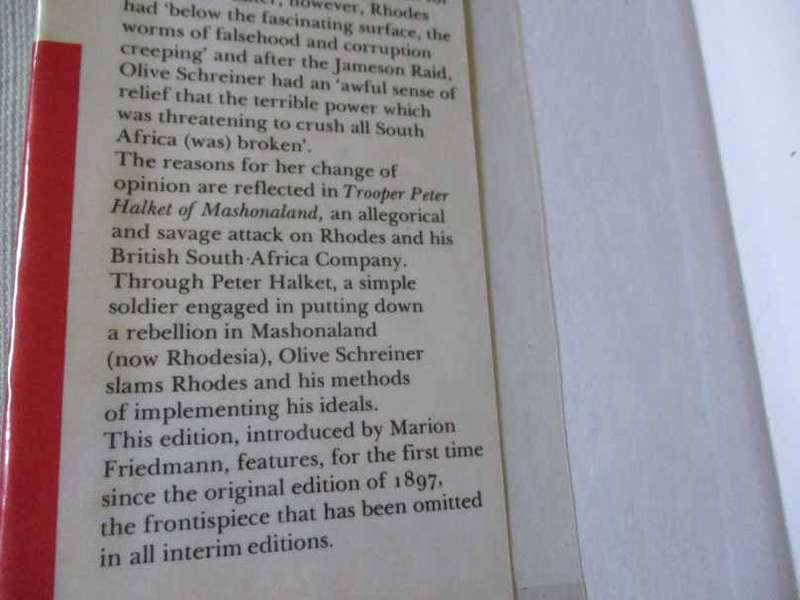 however, Rhodes
had 'below the fascinating surface, the
worms of falsehood and corruption
creeping' and after the Jameson Raid,
Olive Schreiner had an 'awful sense of
relief that the terrible power which
was threatening to crush all South
Africa (was) broken'.
The reasons for her change of
opinion are reflected in Trooper Peter
Halket of Mashonaland, an allegorical
and savage attack on Rhodes and his
British South-Africa Company.
Through Peter Halket, a simple
soldier engaged in putting down
a rebellion in Mashonaland
(now Rhodesia), Olive Schreiner
slams Rhodes and his methods
of implementing his ideals.
This edition, introduced by Marion
Friedmann, features, for the first time
since the original edition of 1897,
the frontispiece that has been omitted
in all interim editions.